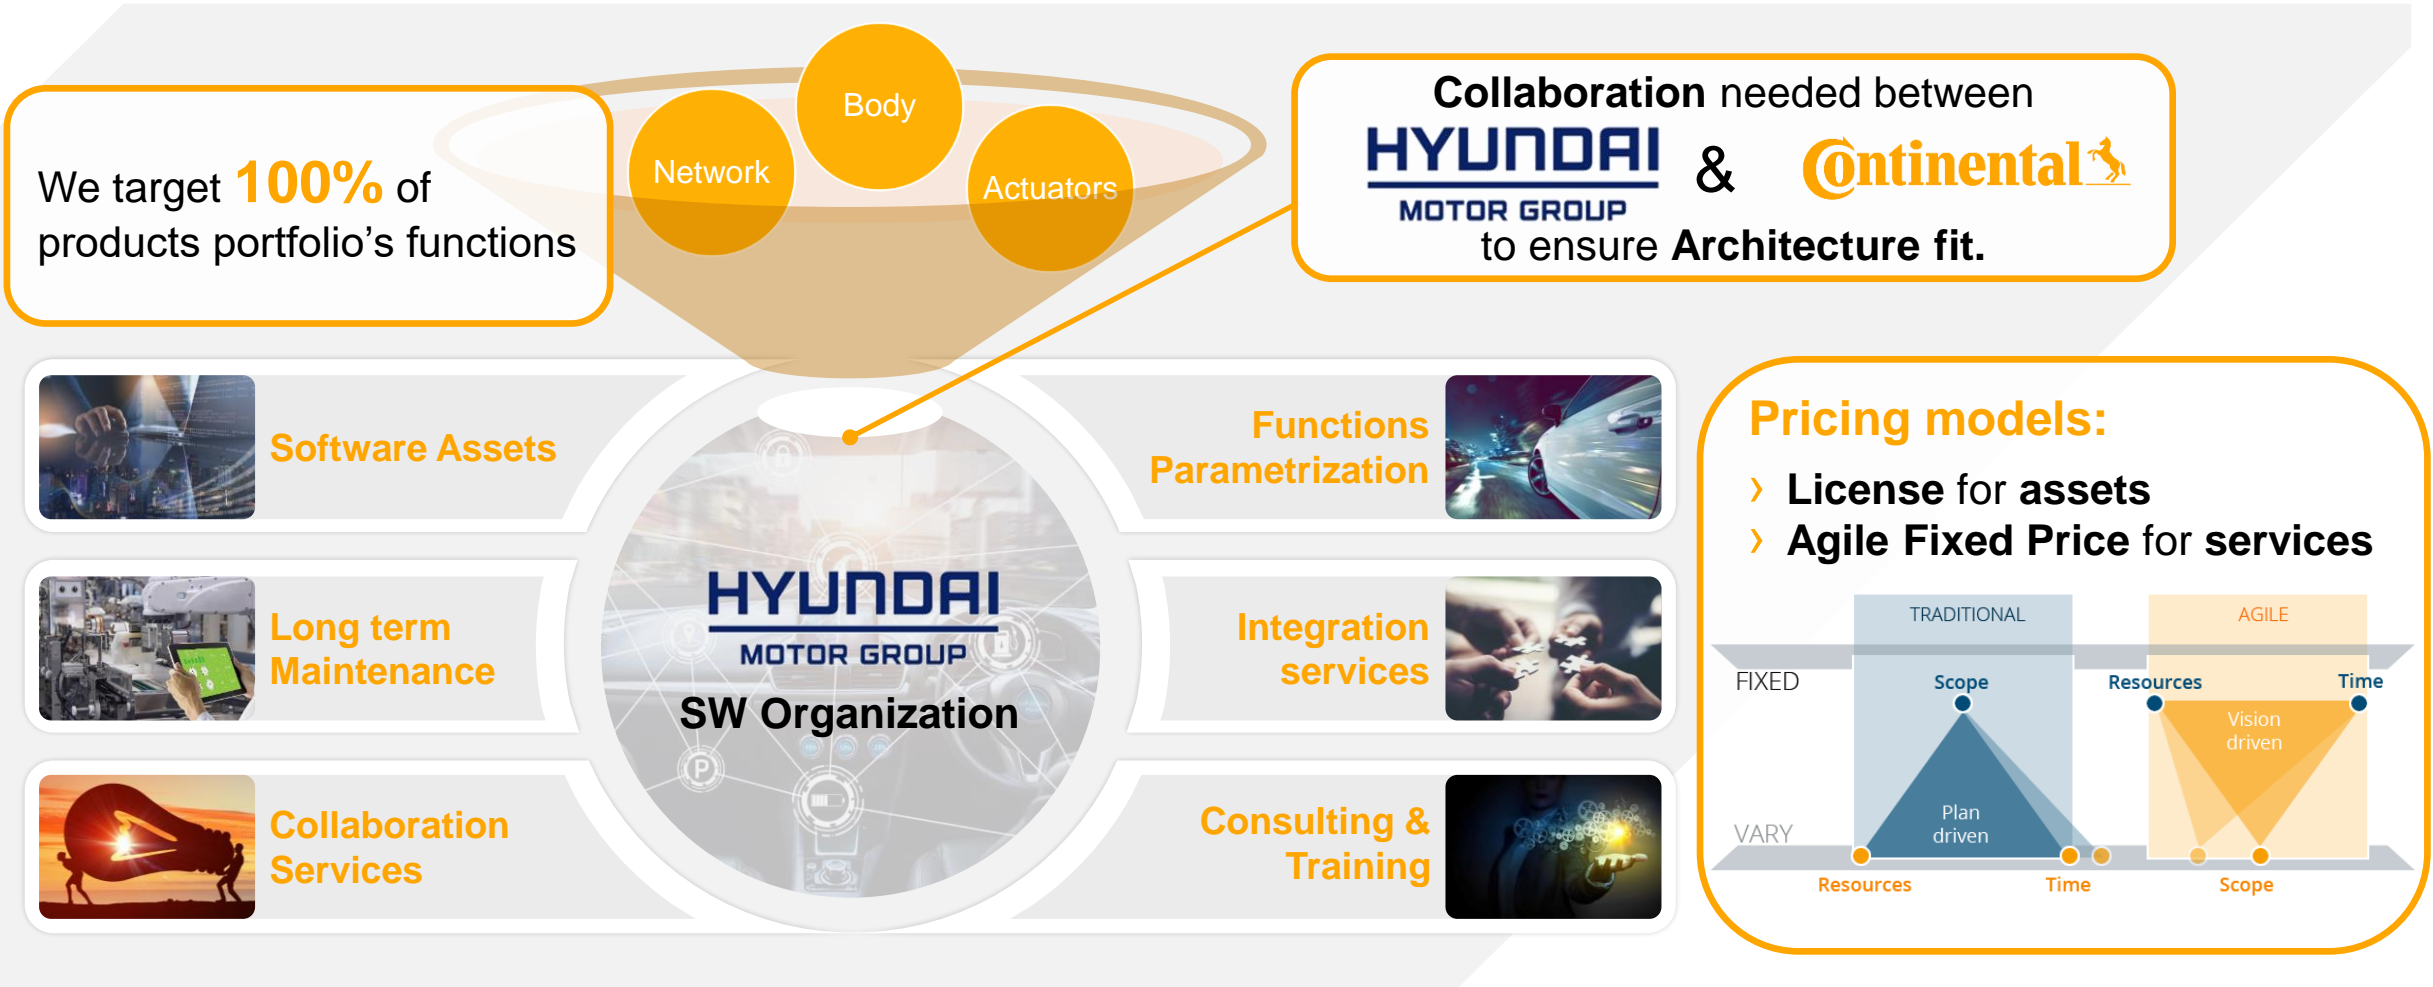 We target 100% of
products portfolio's functions
Network
Body
Actuators
Collaboration needed between
HYUNDAI
MOTOR GROUP
&
Continental
to ensure Architecture fit.
Software Assets
Long term
Maintenance
Collaboration
Services
HYUNDAI
MOTOR GROUP
SW Organization
P
Functions
Parametrization
Integration
services
Consulting &
Training
Pricing models:
› License for assets
› Agile Fixed Price for services
TRADITIONAL
AGILE
FIXED
Scope
Resources
Time
Vision
driven
Plan
driven
VARY
Resources
Time
Scope